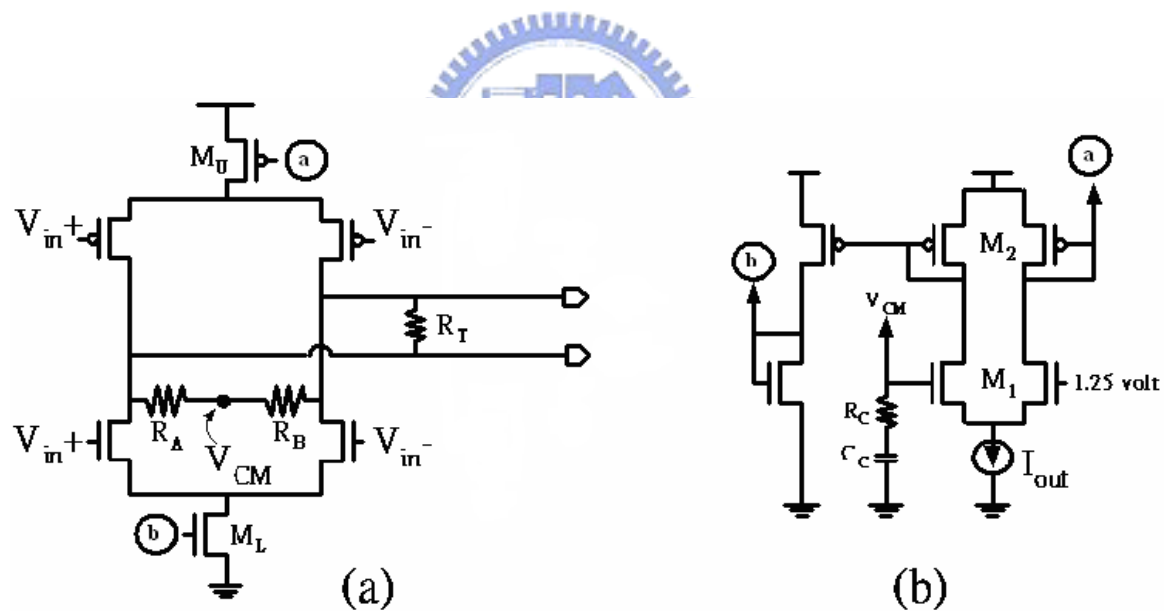 M_U
a
V_in+
V_in-
R_T
R_A
R_B
V_CM
V_in+
V_in-
b
M_L
(a)
a
b
M_2
V_CM
M_1
1.25 volt
R_C
C_C
I_out
(b)